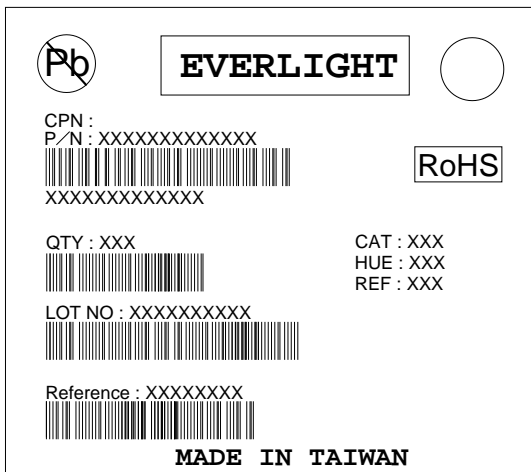 Pb
EVERLIGHT
CPN :
P/N : XXXXXXXXXXXXX
RoHS
XXXXXXXXXXXXX
QTY : XXX
CAT : XXX
HUE : XXX
REF : XXX
LOT NO : XXXXXXXXXX
Reference : XXXXXXXX
MADE IN TAIWAN